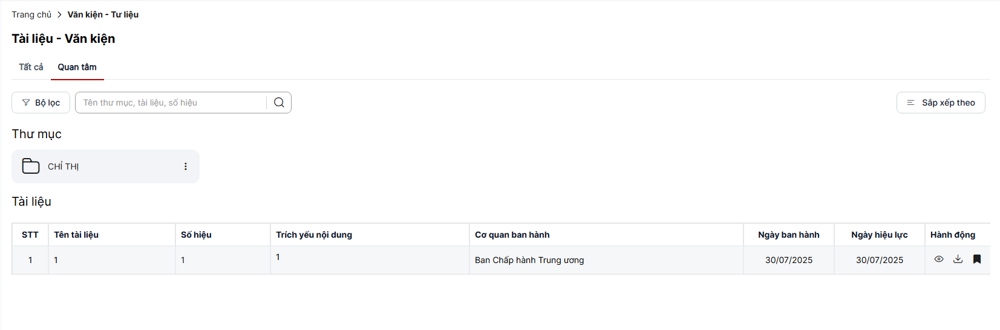 Trang chủ > Văn kiện - Tư liệu
Tài liệu - Văn kiện
Tất cả Quan tâm
Bộ lọc Tên thư mục, tài liệu, số hiệu Sắp xếp theo
Thư mục
CHỈ THỊ
Tài liệu
STT Tên tài liệu Số hiệu Trích yếu nội dung Cơ quan ban hành Ngày ban hành Ngày hiệu lực Hành động
1 1 1 1 Ban Chấp hành Trung ương 30/07/2025 30/07/2025